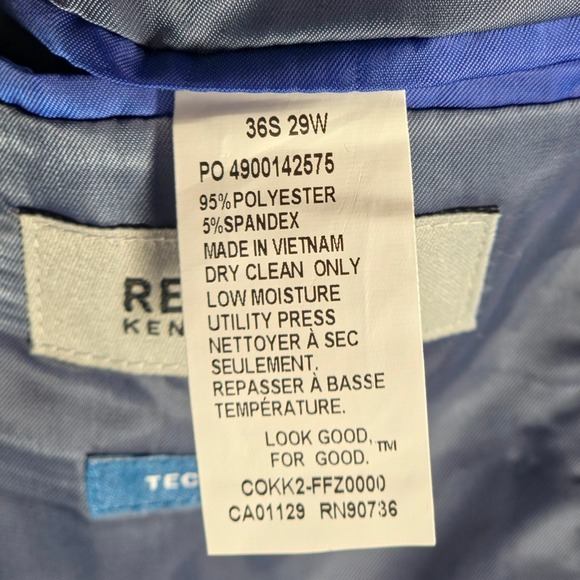 36S 29W
PO 4900142575
95% POLYESTER
5%SPANDEX
MADE IN VIETNAM
DRY CLEAN ONLY
LOW MOISTURE
UTILITY PRESS
NETTOYER À SEC
SEULEMENT.
REPASSER À BASSE
TEMPÉRATURE.
LOOK GOOD,
FOR GOOD.™
COKK2-FFZ0000
CA01129 RN90736
RE
KEN
TEC